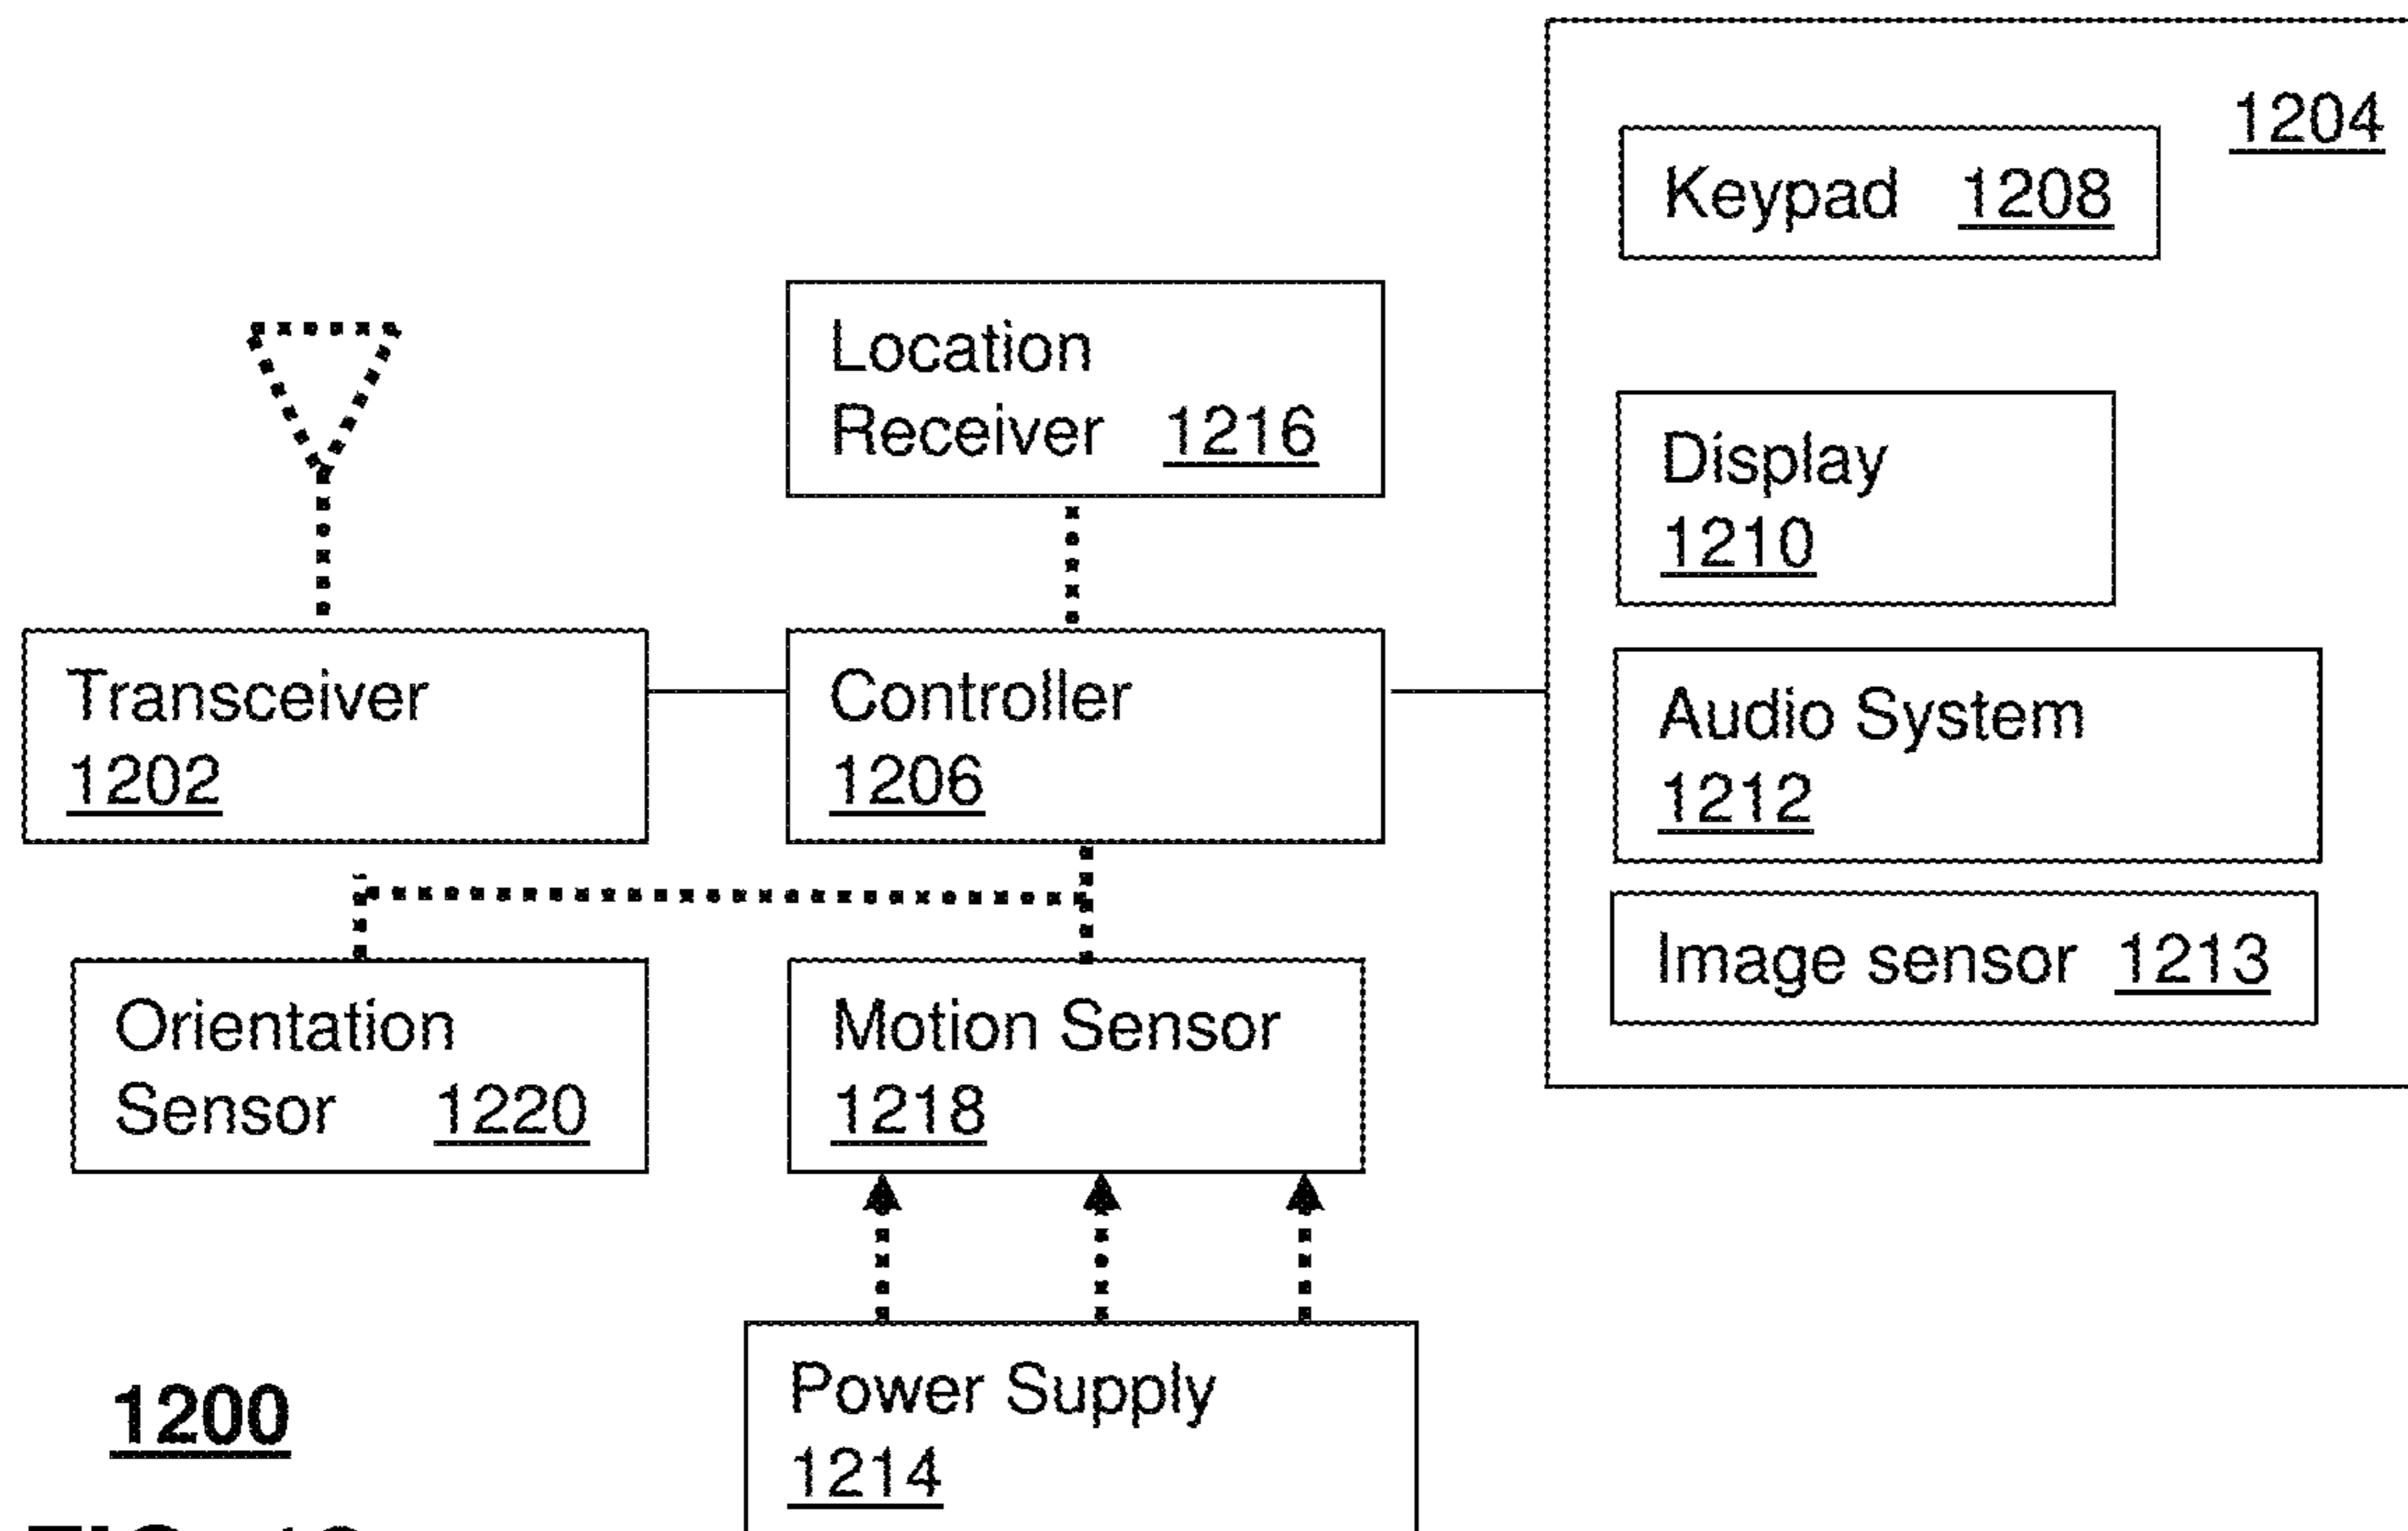 1204
Keypad 1208
Location
Receiver 1216
Display
1210
Transceiver
1202
Controller
1206
Audio System
1212
Image sensor 1213
Orientation
Sensor 1220
Motion Sensor
1218
Power Supply
1214
1200